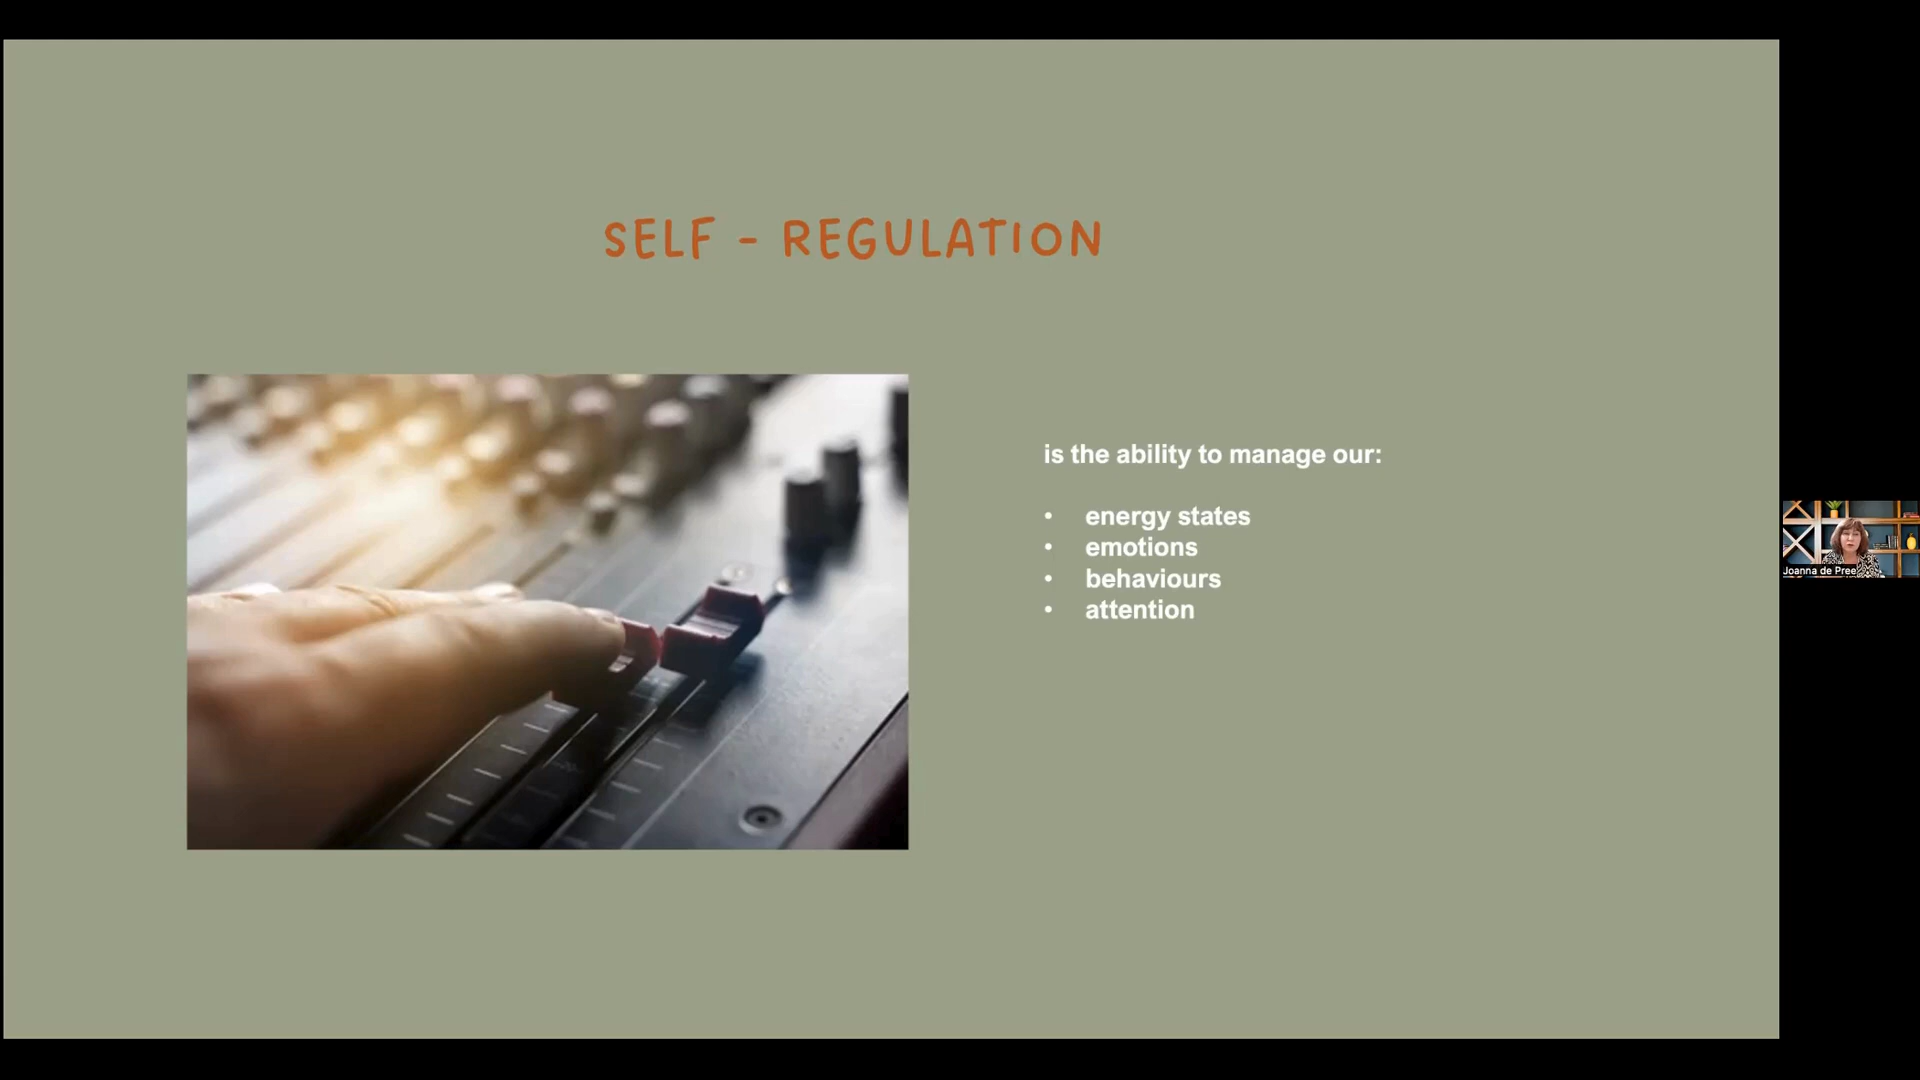 SELF - REGULATION
is the ability to manage our:
• energy states
• emotions
• behaviours
• attention
Joanna de Pree